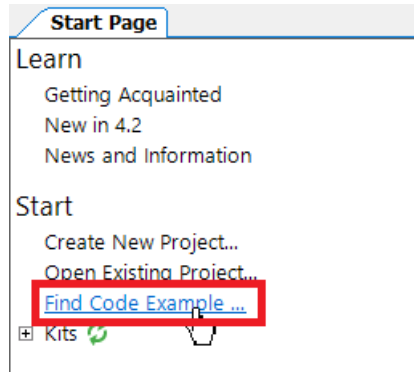 Start Page
Learn
Getting Acquainted
New in 4.2
News and Information
Start
Create New Project...
Open Existing Project...
Find Code Example ...
Kits